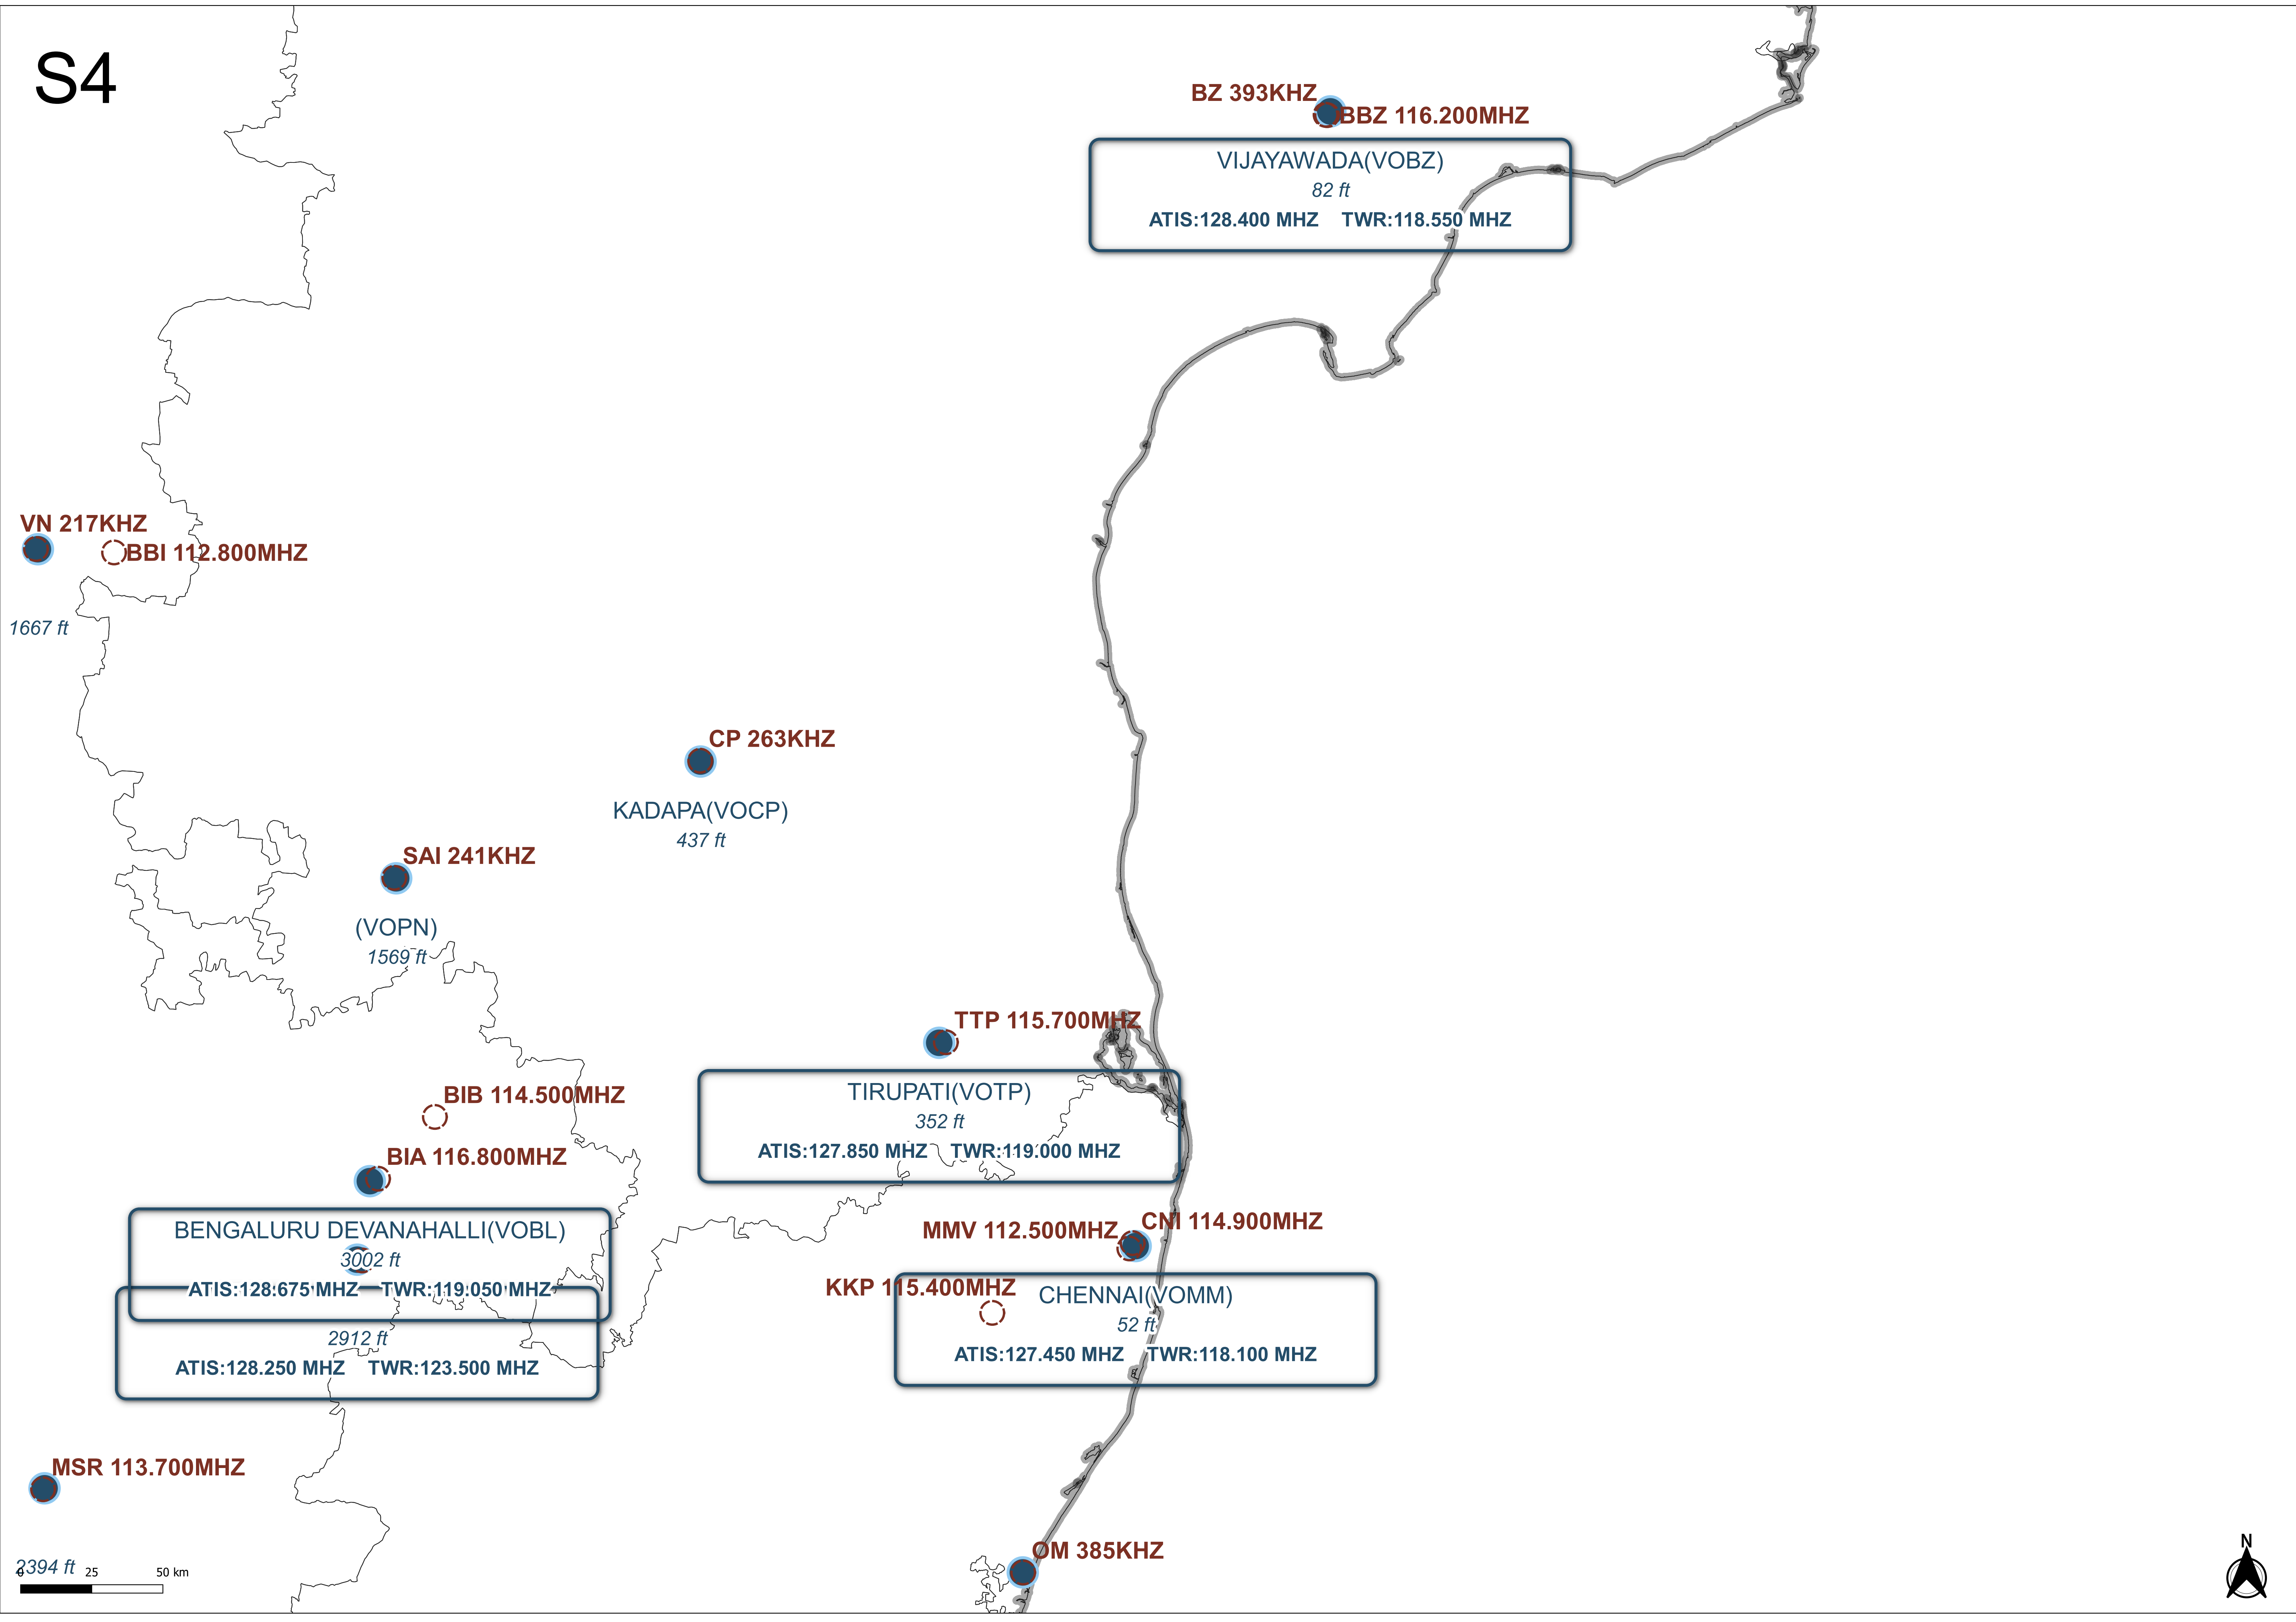 S4
BZ 393KHZ
BBZ 116.200MHZ
VIJAYAWADA(VOBZ)
82 ft
ATIS:128.400 MHZ TWR:118.550 MHZ
VN 217KHZ
BBI 112.800MHZ
1667 ft
CP 263KHZ
KADAPA(VOCP)
437 ft
SAI 241KHZ
(VOPN)
1569 ft
TTP 115.700MHZ
TIRUPATI(VOTP)
352 ft
ATIS:127.850 MHZ TWR:119.000 MHZ
BIB 114.500MHZ
BIA 116.800MHZ
BENGALURU DEVANAHALLI(VOBL)
3002 ft
ATIS:128.675 MHZ TWR:119.050 MHZ
2912 ft
ATIS:128.250 MHZ TWR:123.500 MHZ
MMV 112.500MHZ
CNI 114.900MHZ
KKP 115.400MHZ
CHENNAI(VOMM)
52 ft
ATIS:127.450 MHZ TWR:118.100 MHZ
MSR 113.700MHZ
OM 385KHZ
2394 ft
0 25 50 km
N